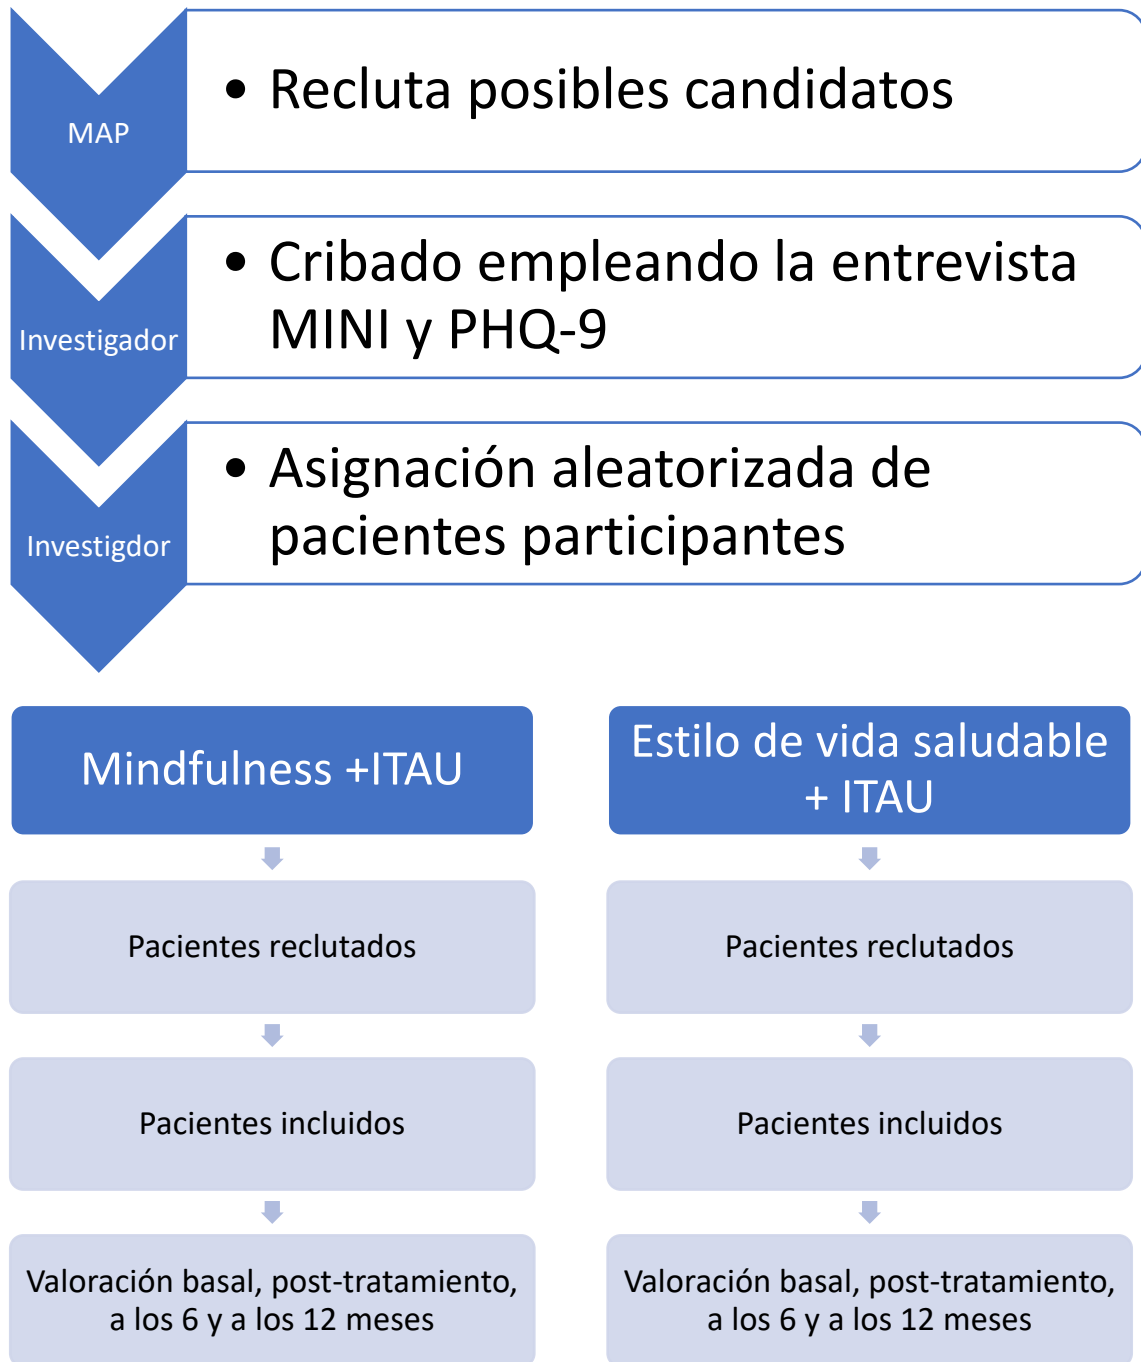 MAP
• Recluta posibles candidatos
Investigador
• Cribado empleando la entrevista
MINI y PHQ-9
Investigdor
• Asignación aleatorizada de
pacientes participantes
Mindfulness +ITAU
Pacientes reclutados
Pacientes incluidos
Valoración basal, post-tratamiento,
a los 6 y a los 12 meses
Estilo de vida saludable
+ ITAU
Pacientes reclutados
Pacientes incluidos
Valoración basal, post-tratamiento,
a los 6 y a los 12 meses